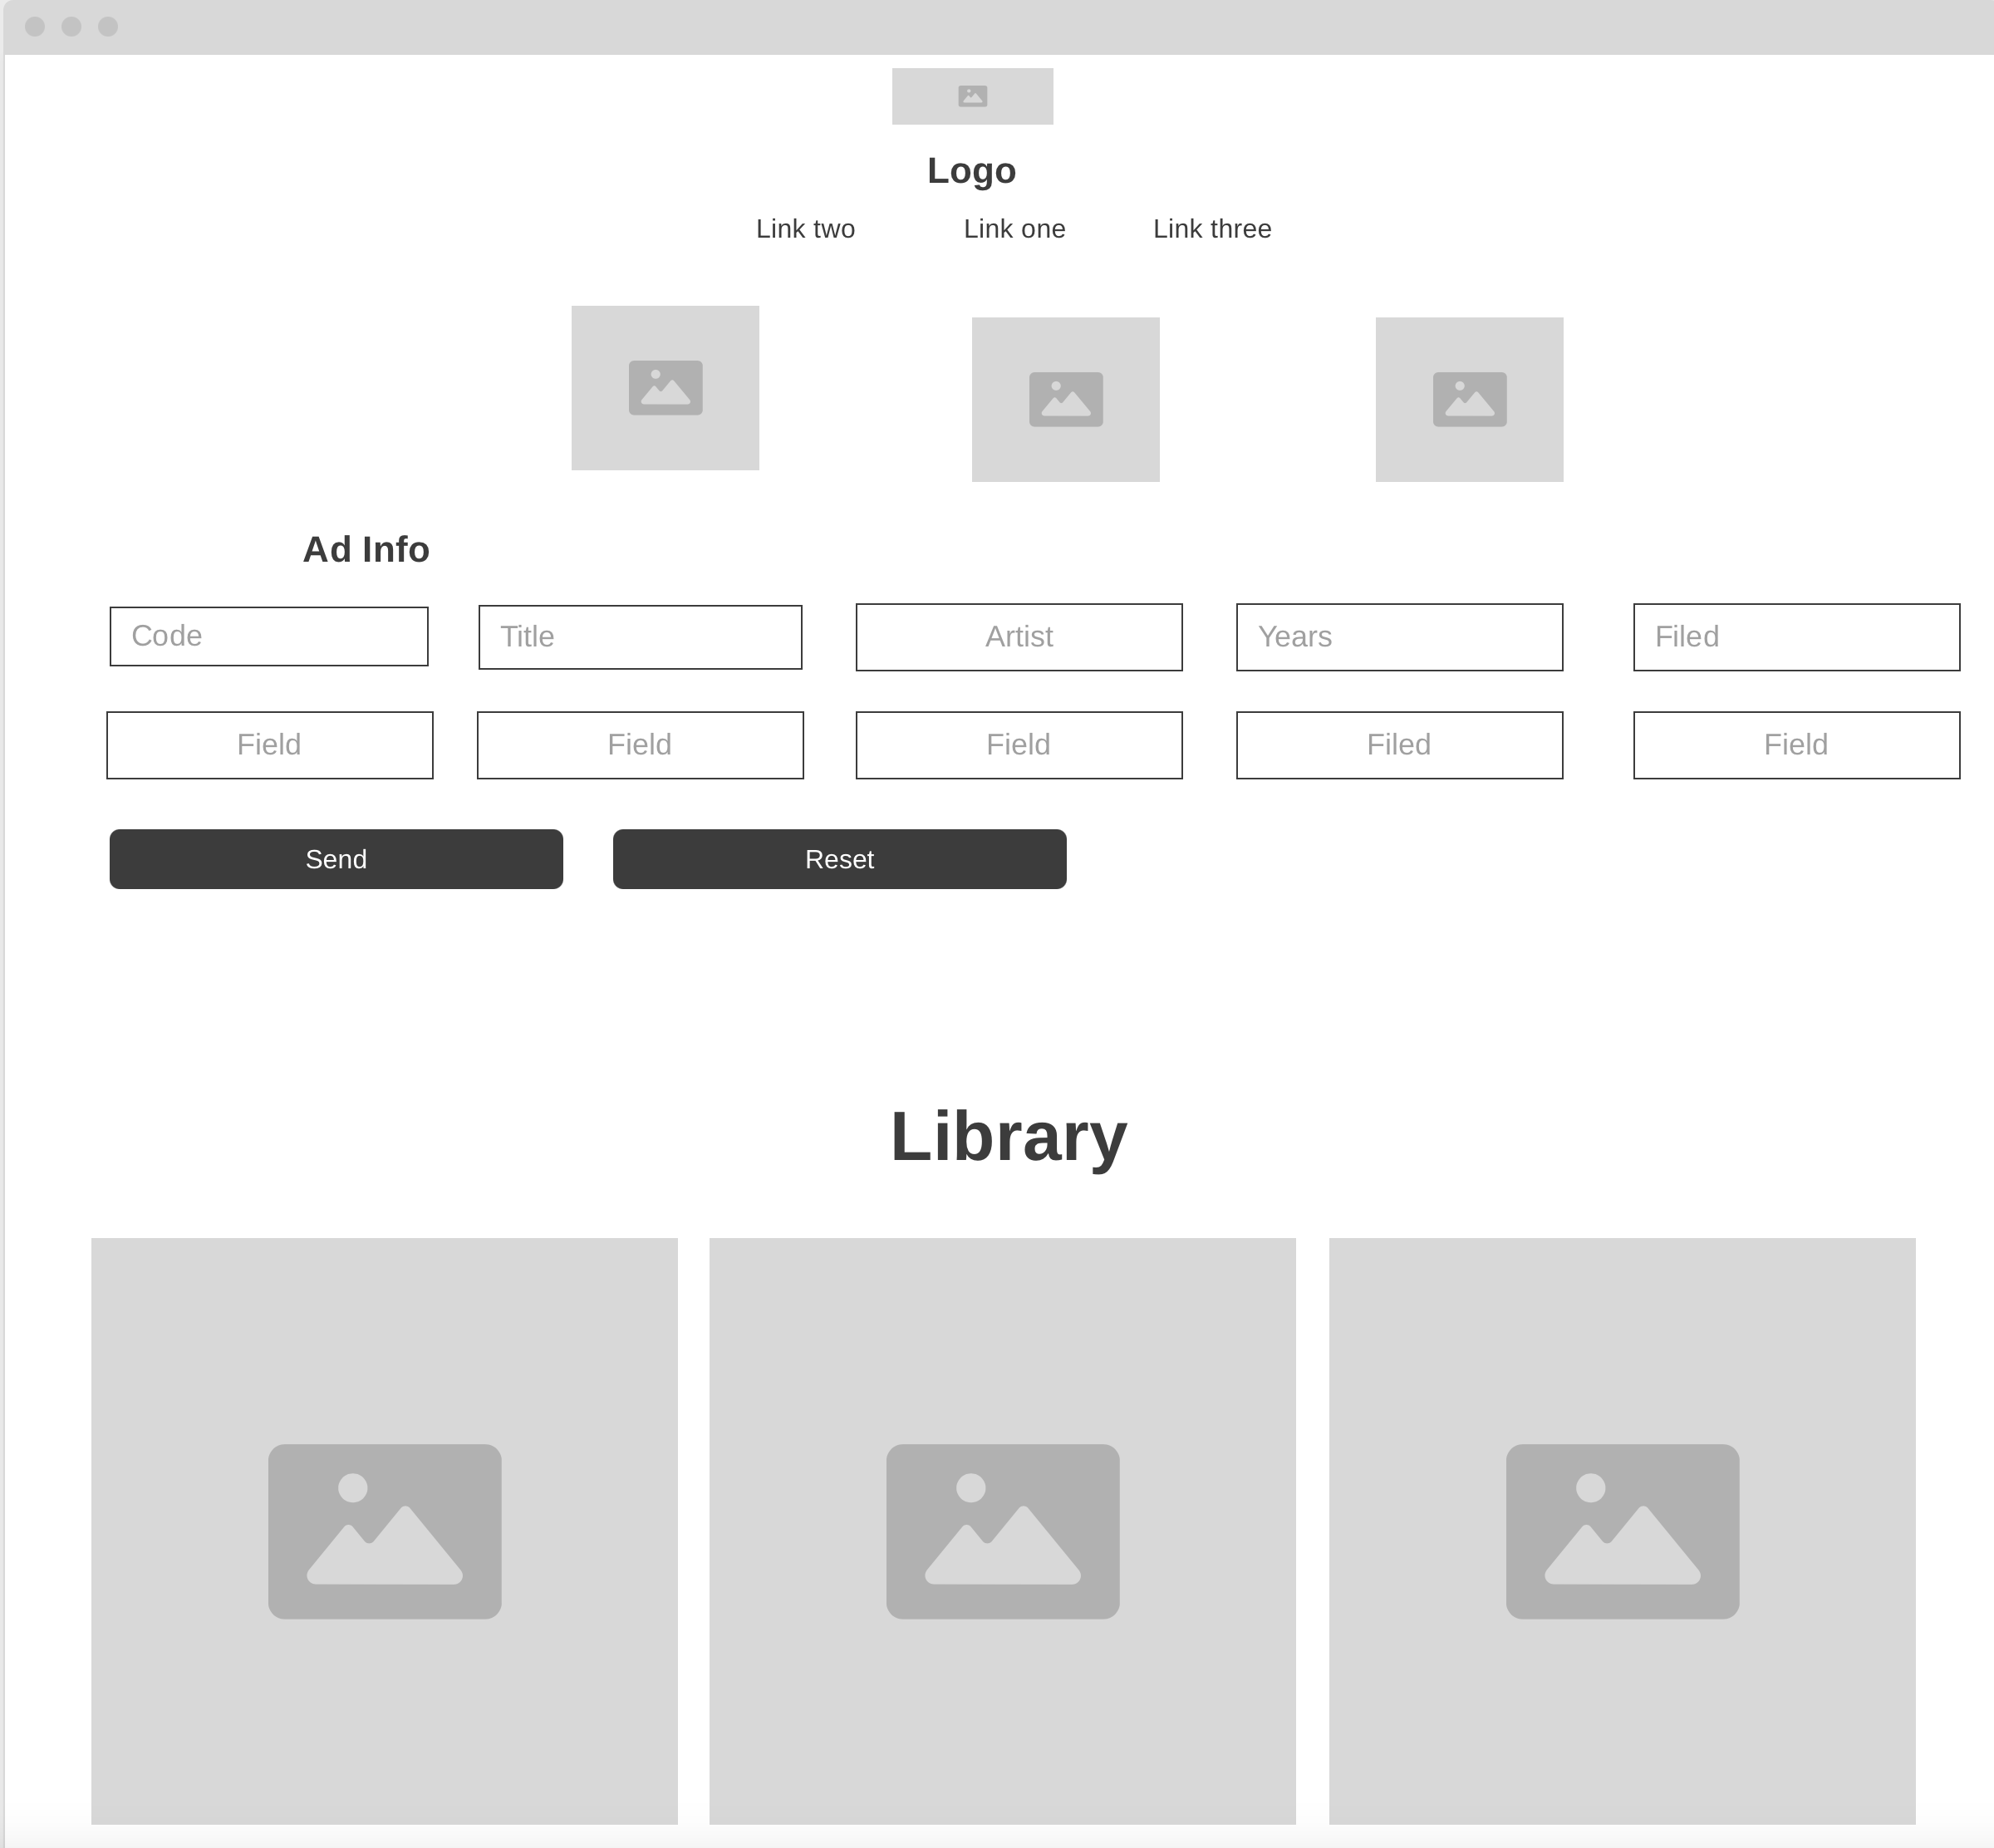 Logo
Link two Link one Link three
Ad Info
Code Title Artist Years Filed
Field Field Field Filed Field
Send Reset
Library